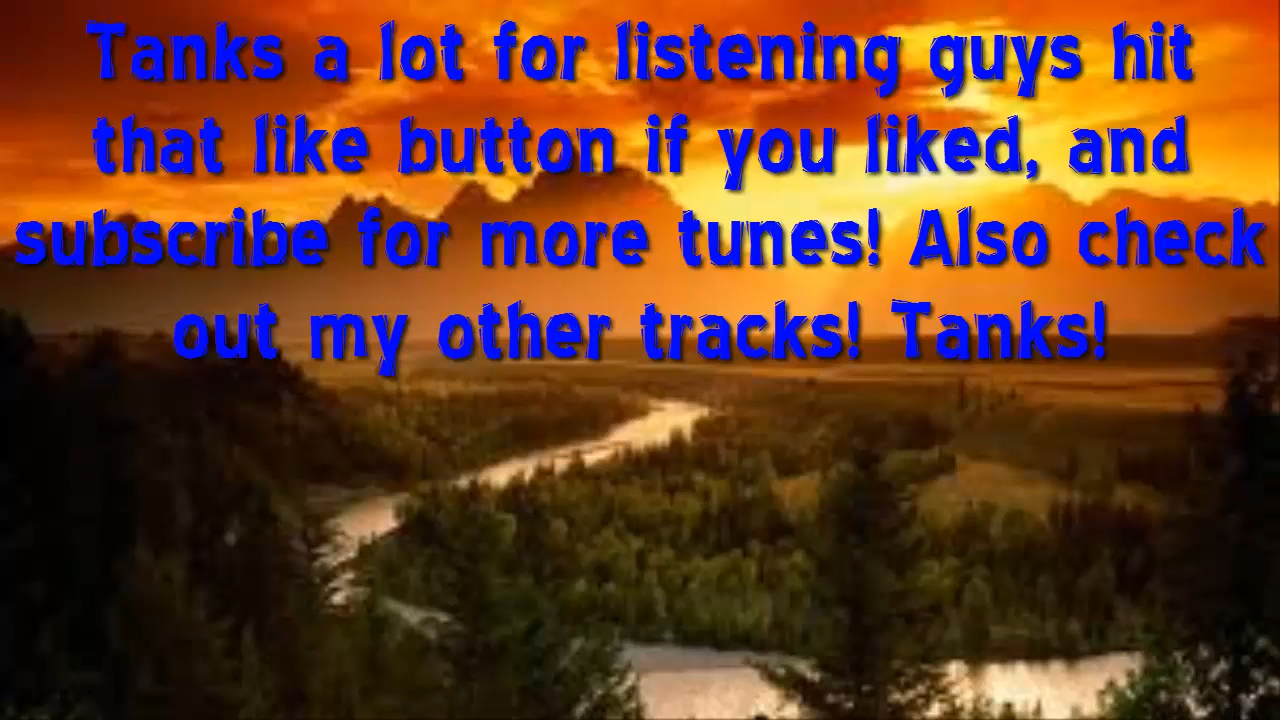 Tanks a lot for listening guys hit
that like button if you liked, and
subscribe for more tunes! Also check
out my other tracks! Tanks!